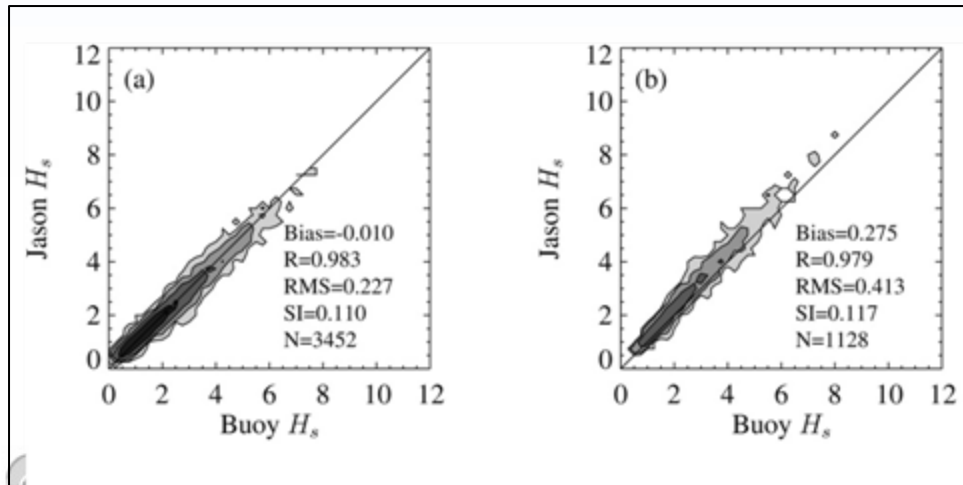 (a)
12
10
8
6
4
2
0
Jason Hs
Bias=-0.010
R=0.983
RMS=0.227
SI=0.110
N=3452
0 2 4 6 8 10 12
Buoy Hs
(b)
12
10
8
6
4
2
0
Jason Hs
Bias=0.275
R=0.979
RMS=0.413
SI=0.117
N=1128
0 2 4 6 8 10 12
Buoy Hs